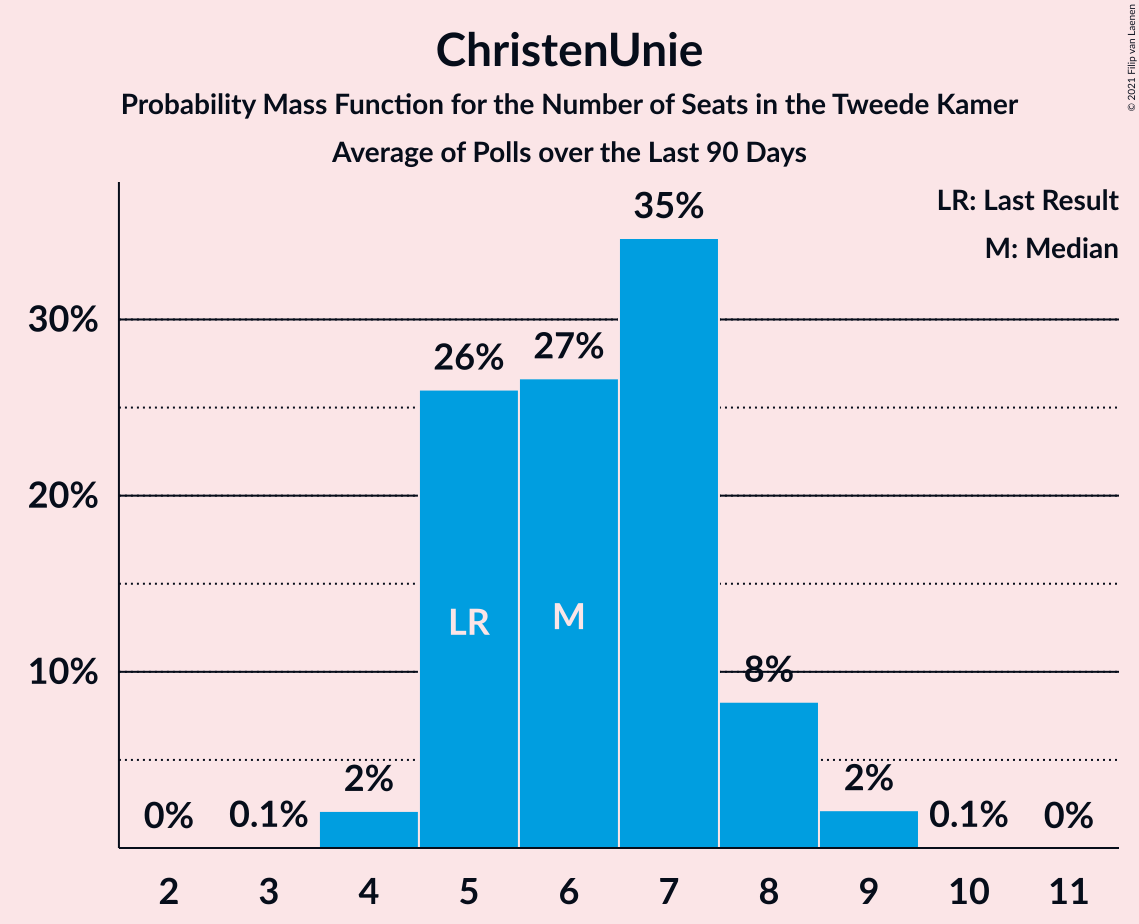 ChristenUnie
Probability Mass Function for the Number of Seats in the Tweede Kamer
Average of Polls over the Last 90 Days
© 2021 Filip van Laenen
LR: Last Result
M: Median
35%
30%
27%
26%
20%
LR
M
10%
8%
2%
2%
0%
0.1%
0.1%
0%
2 3 4 5 6 7 8 9 10 11